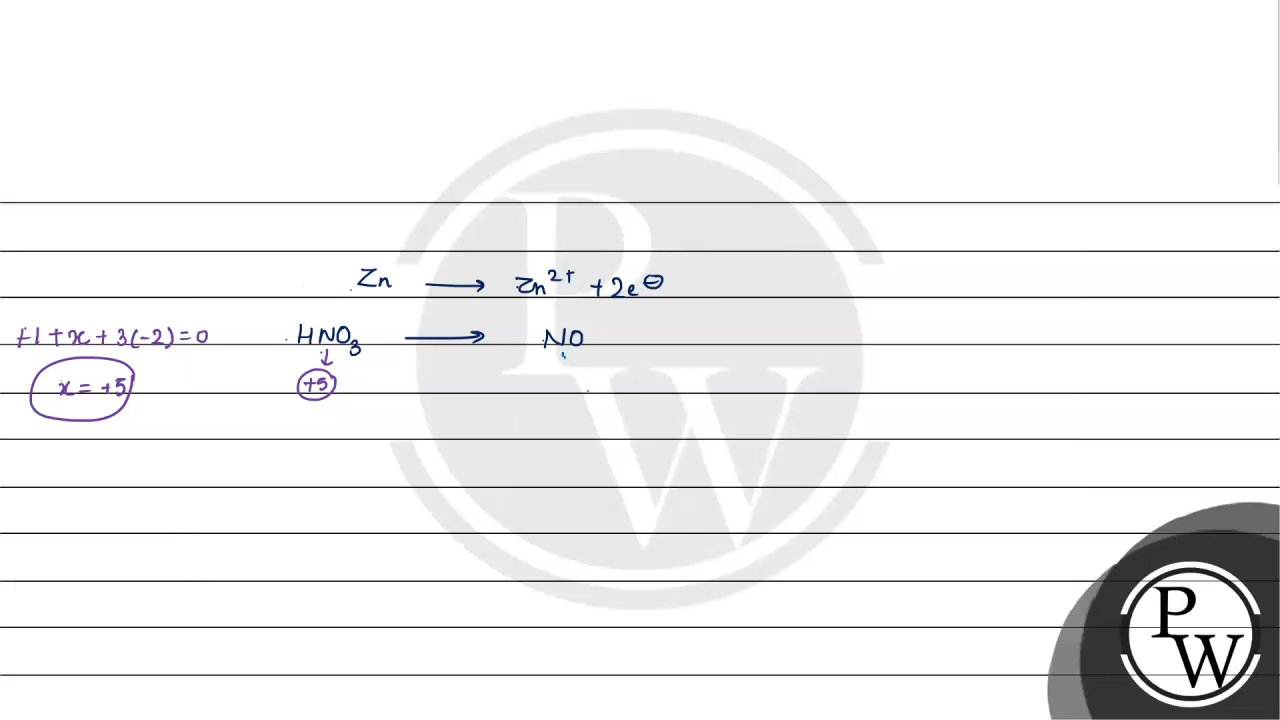 Zn → Zn²⁺ + 2e⊖
+1 + x + 3(-2) = 0 HNO₃ → NO
↓
x = +5 +5
P
W
P
W